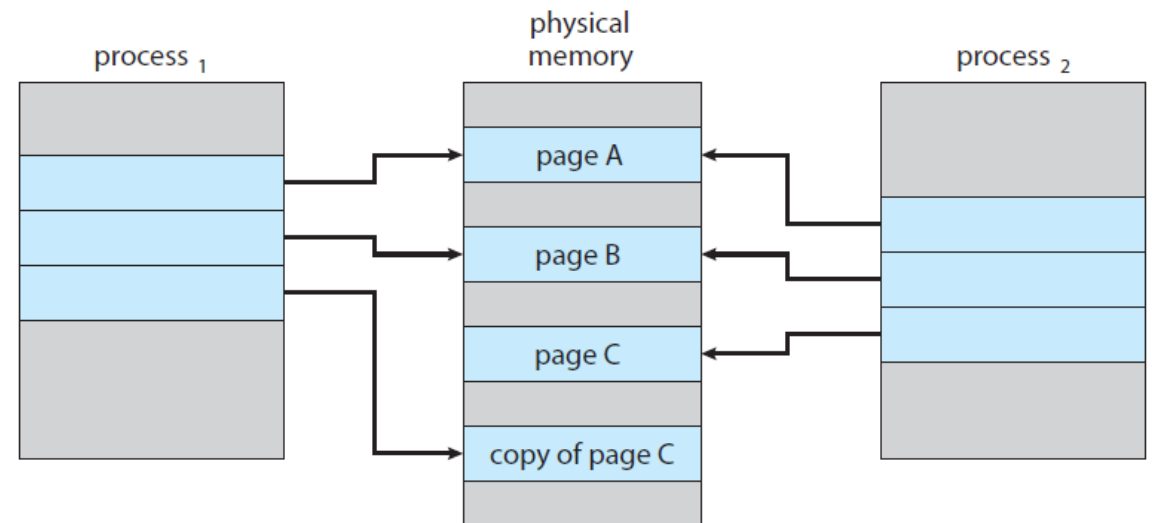 process 1
physical
memory
process 2
page A
page B
page C
copy of page C